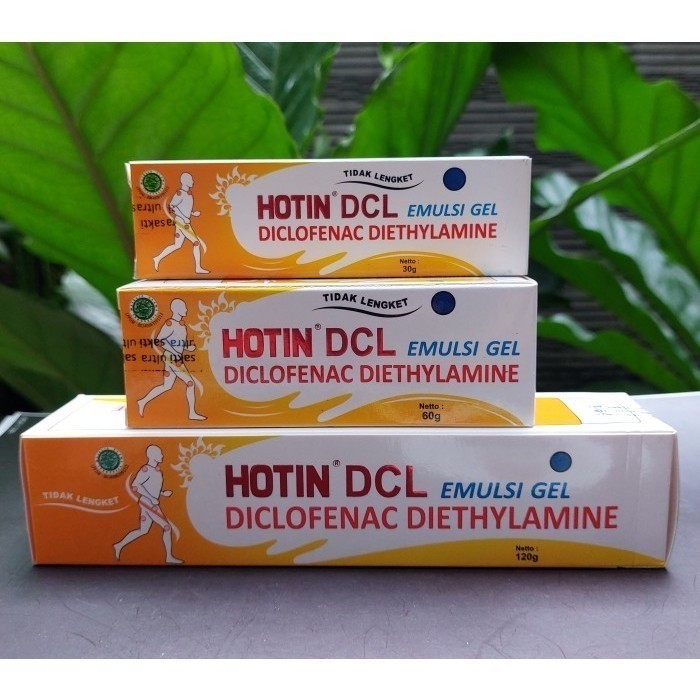 TIDAK LENGKET
HOTIN® DCL EMULSI GEL
DICLOFENAC DIETHYLAMINE
Netto :
30g
TIDAK LENGKET
HOTIN® DCL EMULSI GEL
DICLOFENAC DIETHYLAMINE
Netto :
60g
TIDAK LENGKET
HOTIN® DCL EMULSI GEL
DICLOFENAC DIETHYLAMINE
Netto :
120g